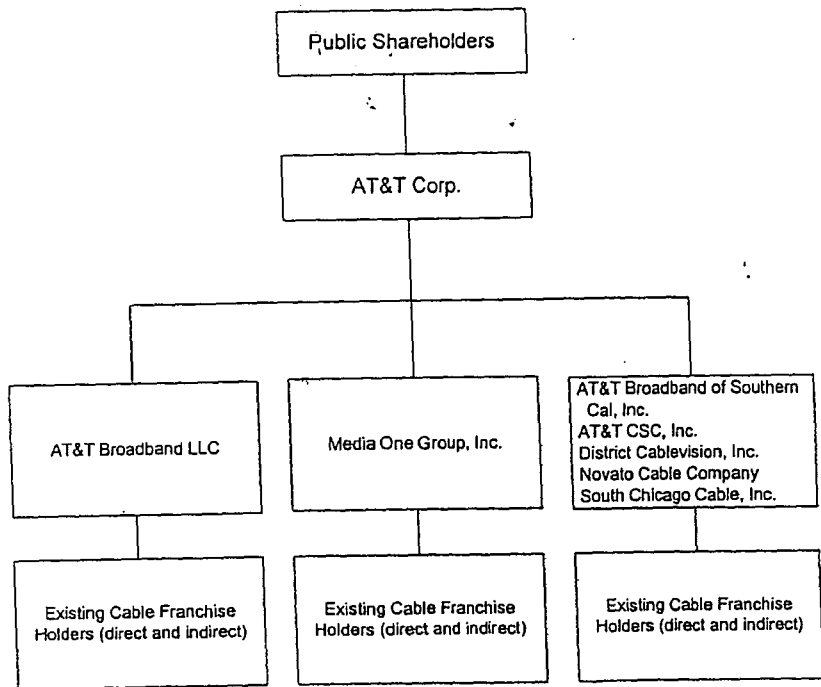 Public Shareholders
AT&T Corp.
AT&T Broadband LLC
Media One Group, Inc.
AT&T Broadband of Southern
Cal, Inc.
AT&T CSC, Inc.
District Cablevision, Inc.
Novato Cable Company
South Chicago Cable, Inc.
Existing Cable Franchise
Holders (direct and indirect)
Existing Cable Franchise
Holders (direct and indirect)
Existing Cable Franchise
Holders (direct and indirect)